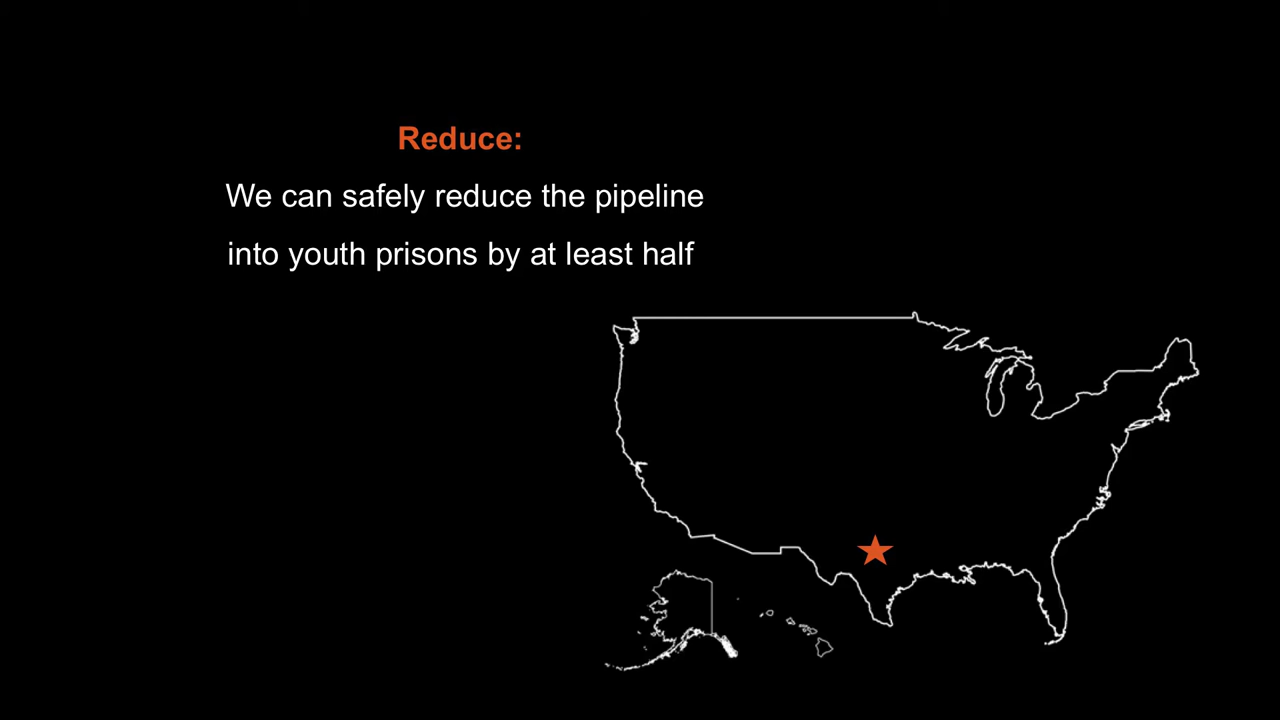 Reduce:
We can safely reduce the pipeline
into youth prisons by at least half